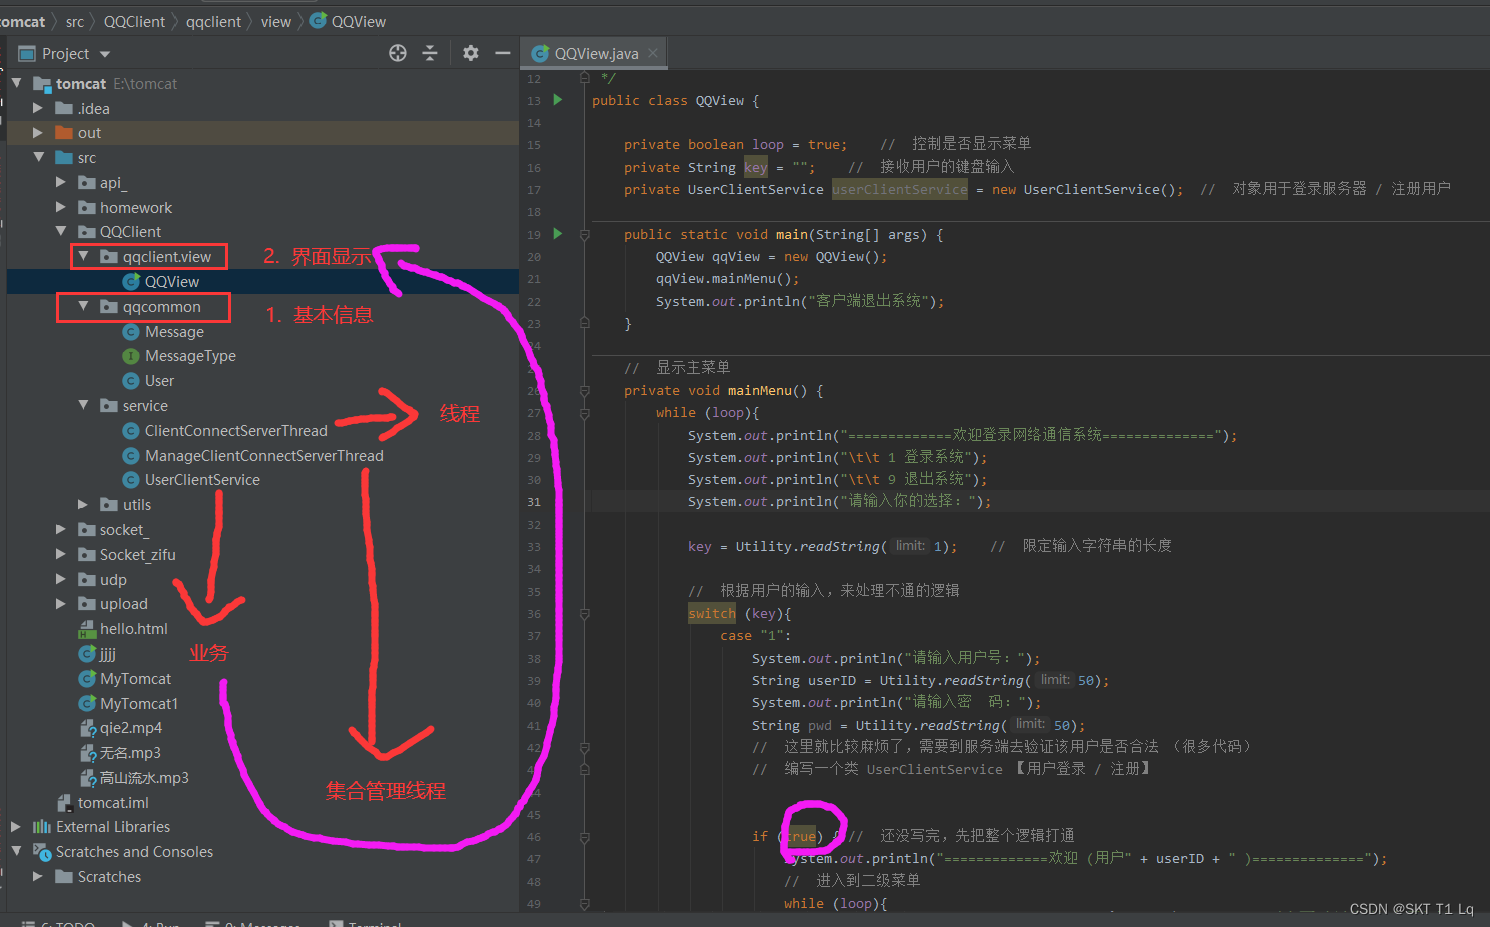 tomcat > src > QQClient > qqclient > view > QQView
Project
QQView.java
tomcat E:\tomcat
.idea
out
src
api_
homework
QQClient
qqclient.view
2. 界面显示
QQView
qqcommon
1. 基本信息
Message
MessageType
User
service
线程
ClientConnectServerThread
ManageClientConnectServerThread
UserClientService
utils
socket_
Socket_zifu
udp
upload
hello.html
jjjj
业务
MyTomcat
MyTomcat1
qie2.mp4
无名.mp3
高山流水.mp3
集合管理线程
tomcat.iml
External Libraries
Scratches and Consoles
Scratches
12 */
13 public class QQView {
14
15 private boolean loop = true; // 控制是否显示菜单
16 private String key = ""; // 接收用户的键盘输入
17 private UserClientService userClientService = new UserClientService(); // 对象用于登录服务器 / 注册用户
18
19 public static void main(String[] args) {
20 QQView qqView = new QQView();
21 qqView.mainMenu();
22 System.out.println("客户端退出系统");
23 }
24
// 显示主菜单
26 private void mainMenu() {
27 while (loop){
28 System.out.println("=============欢迎登录网络通信系统==============");
29 System.out.println("\t\t 1 登录系统");
30 System.out.println("\t\t 9 退出系统");
31 System.out.println("请输入你的选择: ");
32
33 key = Utility.readString( limit: 1); // 限定输入字符串的长度
34
35 // 根据用户的输入，来处理不通的逻辑
36 switch (key){
37 case "1":
38 System.out.println("请输入用户号: ");
39 String userID = Utility.readString( limit: 50);
40 System.out.println("请输入密  码: ");
41 String pwd = Utility.readString( limit: 50);
42 // 这里就比较麻烦了，需要到服务端去验证该用户是否合法 （很多代码）
// 编写一个类 UserClientService 【用户登录 / 注册】
45
46 if (true) { // 还没写完，先把整个逻辑打通
47 System.out.println("=============欢迎 (用户" + userID + " )==============");
48 // 进入到二级菜单
49 while (loop){
CSDN @SKT T1 Lq